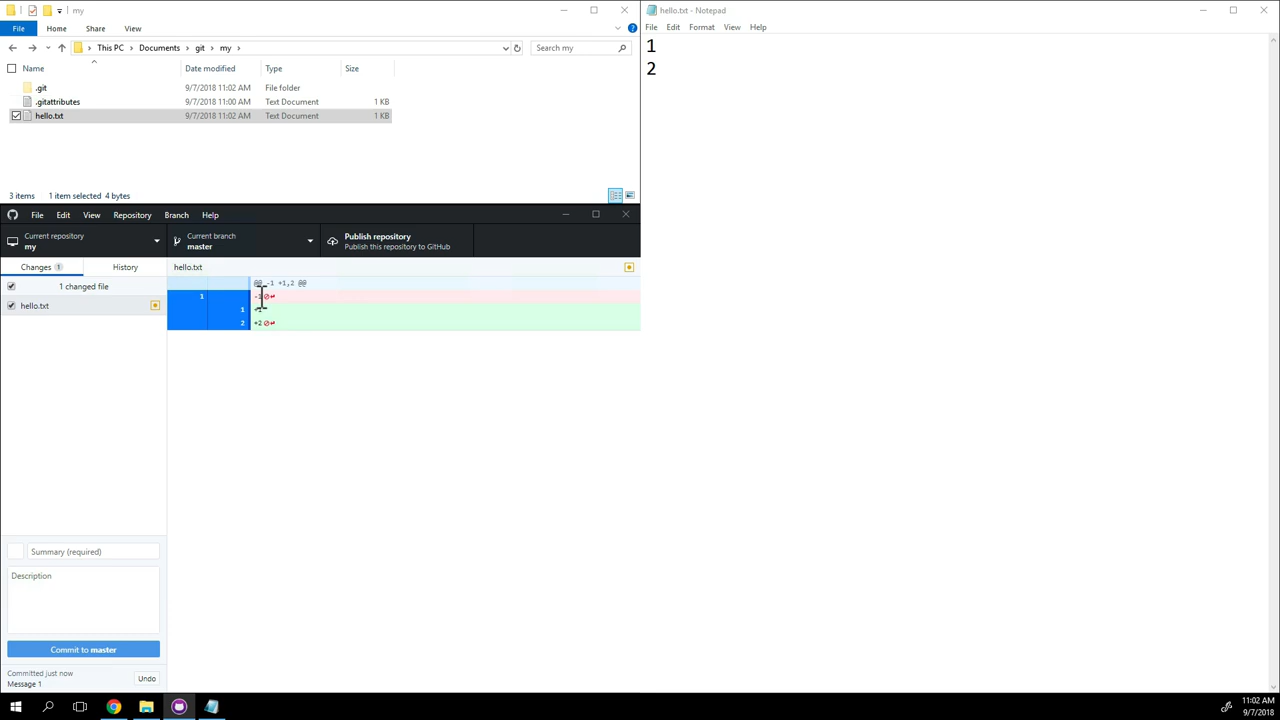 my
File
Home
Share
View
This PC > Documents > git > my >
Search my
Name
Date modified
Type
Size
.git
9/7/2018 11:02 AM
File folder
.gitattributes
9/7/2018 11:00 AM
Text Document
1 KB
hello.txt
9/7/2018 11:02 AM
Text Document
1 KB
3 items
1 item selected 4 bytes
File
Edit
View
Repository
Branch
Help
Current repository
my
Current branch
master
Publish repository
Publish this repository to GitHub
Changes 1
History
hello.txt
1 changed file
hello.txt
@@ -1 +1,2 @@
1 -1
1 +1
2 +2
Summary (required)
Description
Commit to master
Committed just now
Message 1
Undo
hello.txt - Notepad
File
Edit
Format
View
Help
1
2
11:02 AM
9/7/2018